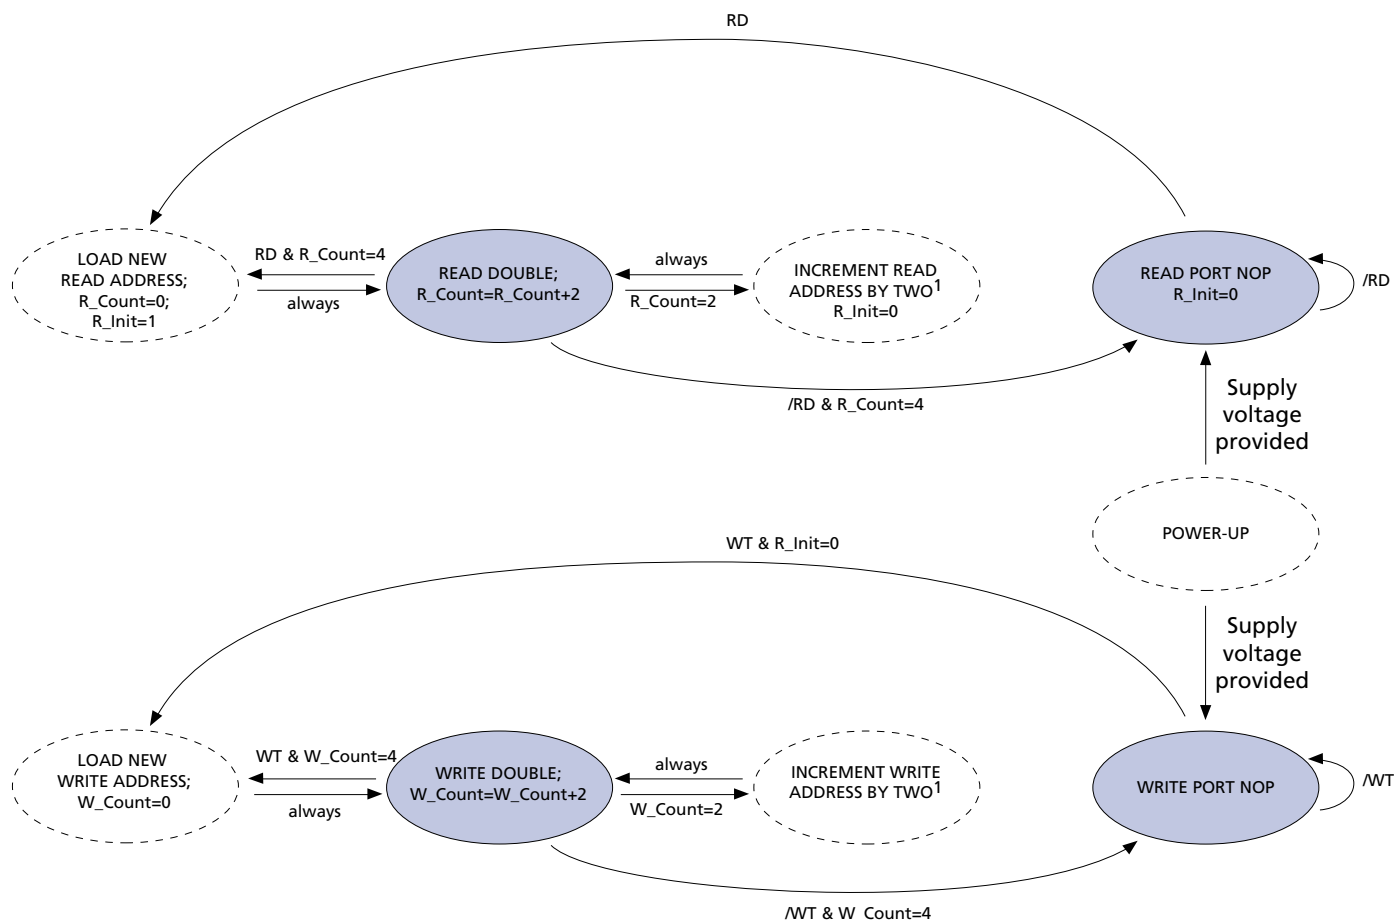 RD
LOAD NEW
READ ADDRESS;
R_Count=0;
R_Init=1
RD & R_Count=4
always
READ DOUBLE;
R_Count=R_Count+2
always
R_Count=2
INCREMENT READ
ADDRESS BY TWO1
R_Init=0
READ PORT NOP
R_Init=0
/RD
/RD & R_Count=4
Supply
voltage
provided
POWER-UP
WT & R_Init=0
Supply
voltage
provided
LOAD NEW
WRITE ADDRESS;
W_Count=0
WT & W_Count=4
always
WRITE DOUBLE;
W_Count=W_Count+2
always
W_Count=2
INCREMENT WRITE
ADDRESS BY TWO1
WRITE PORT NOP
/WT
/WT & W_Count=4